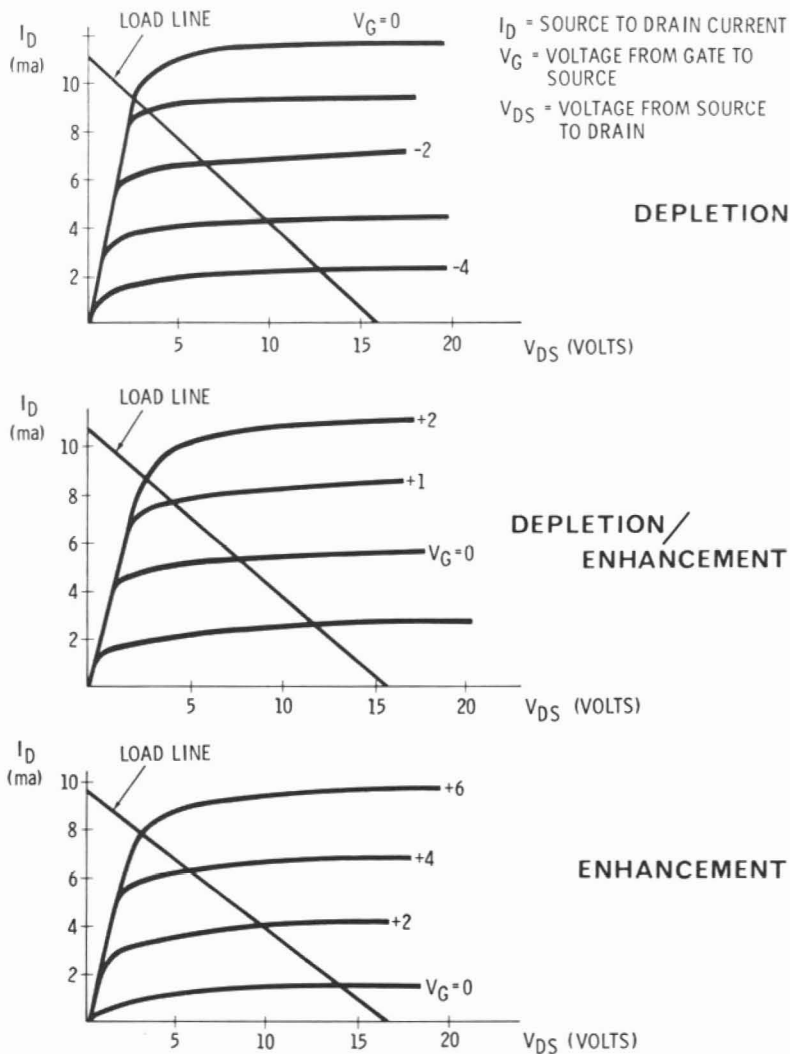 I_D = SOURCE TO DRAIN CURRENT
V_G = VOLTAGE FROM GATE TO
SOURCE
V_DS = VOLTAGE FROM SOURCE
TO DRAIN
I_D
(ma)
LOAD LINE
V_G=0
10
8
6
4
2
-2
-4
5
10
15
20
V_DS (VOLTS)
DEPLETION
I_D
(ma)
LOAD LINE
10
8
6
4
2
+2
+1
V_G=0
5
10
15
20
V_DS (VOLTS)
DEPLETION/
ENHANCEMENT
I_D
(ma)
LOAD LINE
10
8
6
4
2
+6
+4
+2
V_G=0
5
10
15
20
V_DS (VOLTS)
ENHANCEMENT